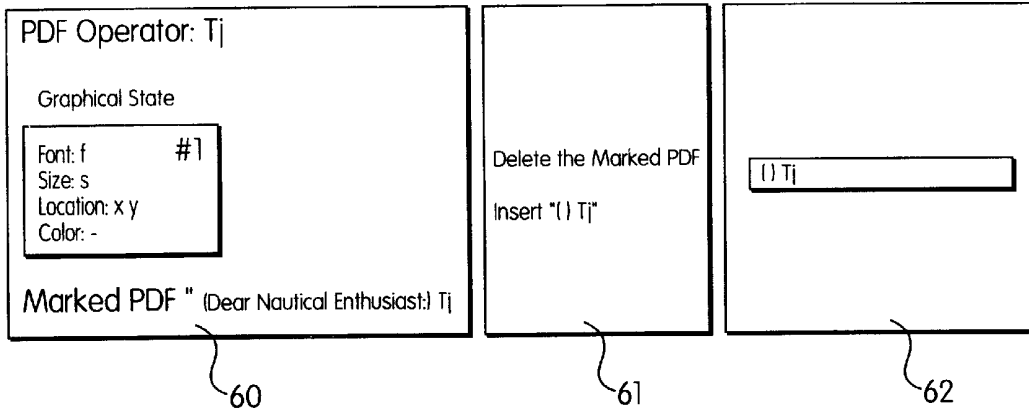 PDF Operator: Tj
Graphical State
Font: f #1
Size: s
Location: x y
Color: -
Marked PDF " (Dear Nautical Enthusiast:) Tj
60
Delete the Marked PDF
Insert "( ) Tj"
61
( ) Tj
62